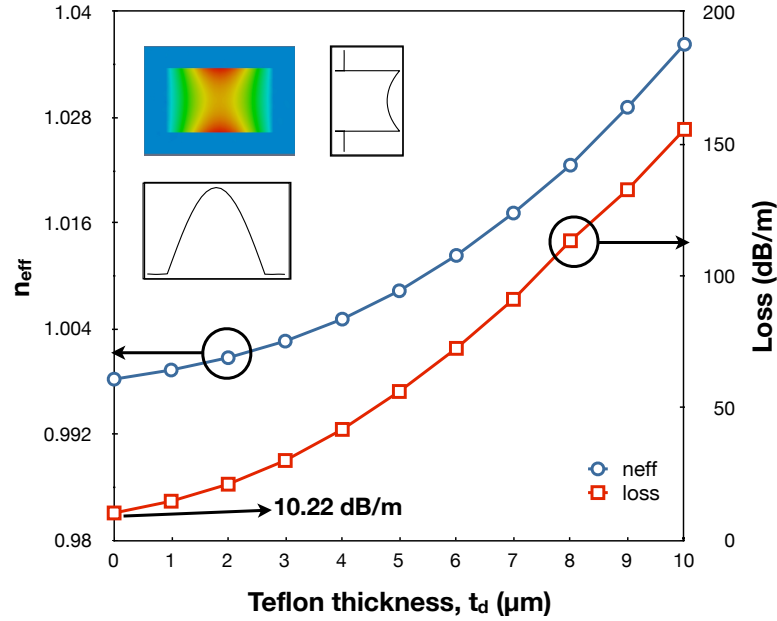 1.04
1.028
1.016
1.004
0.992
0.98
n_eff
200
150
100
50
0
Loss (dB/m)
10.22 dB/m
neff
loss
0 1 2 3 4 5 6 7 8 9 10
Teflon thickness, t_d (µm)